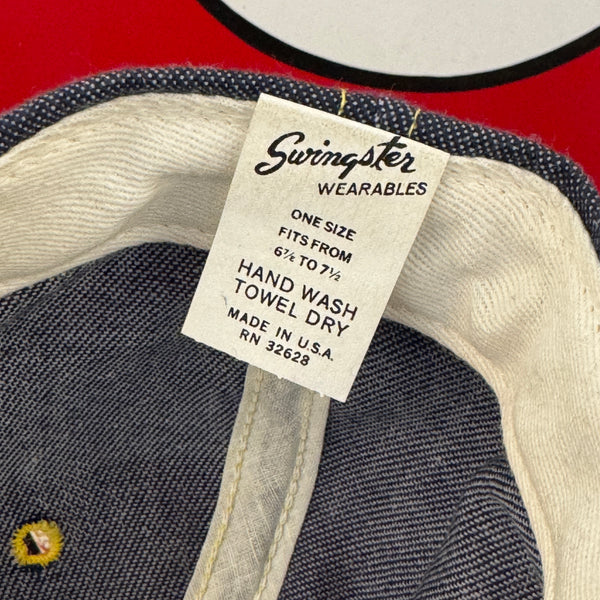 Swingster
WEARABLES
ONE SIZE
FITS FROM
6⅞ TO 7½
HAND WASH
TOWEL DRY
MADE IN U.S.A.
RN 32628